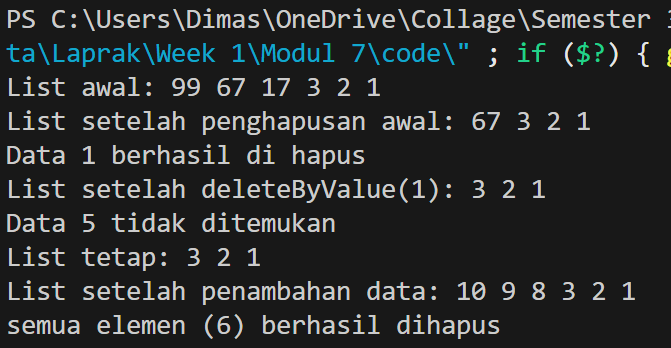 PS C:\Users\Dimas\OneDrive\Collage\Semester
ta\Laprak\Week 1\Modul 7\code\" ; if ($?) {
List awal: 99 67 17 3 2 1
List setelah penghapusan awal: 67 3 2 1
Data 1 berhasil di hapus
List setelah deleteByValue(1): 3 2 1
Data 5 tidak ditemukan
List tetap: 3 2 1
List setelah penambahan data: 10 9 8 3 2 1
semua elemen (6) berhasil dihapus